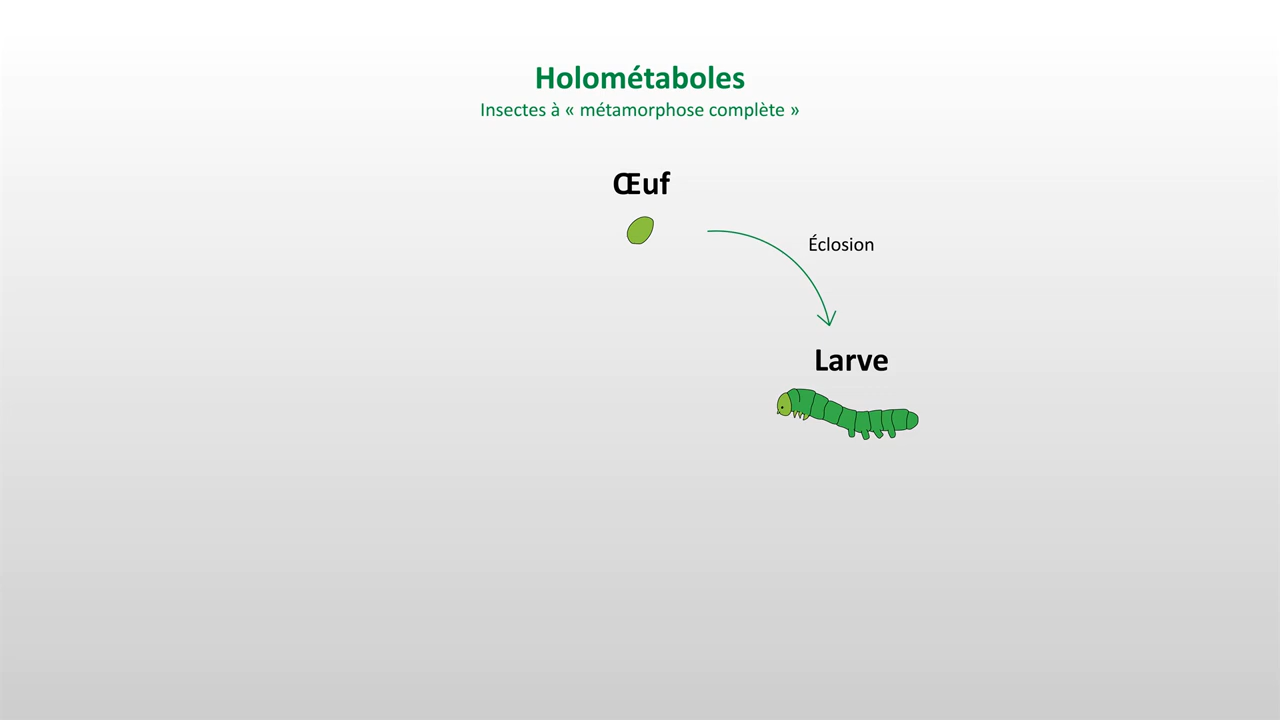 Holométaboles
Insectes à « métamorphose complète »
Œuf
Éclosion
Larve